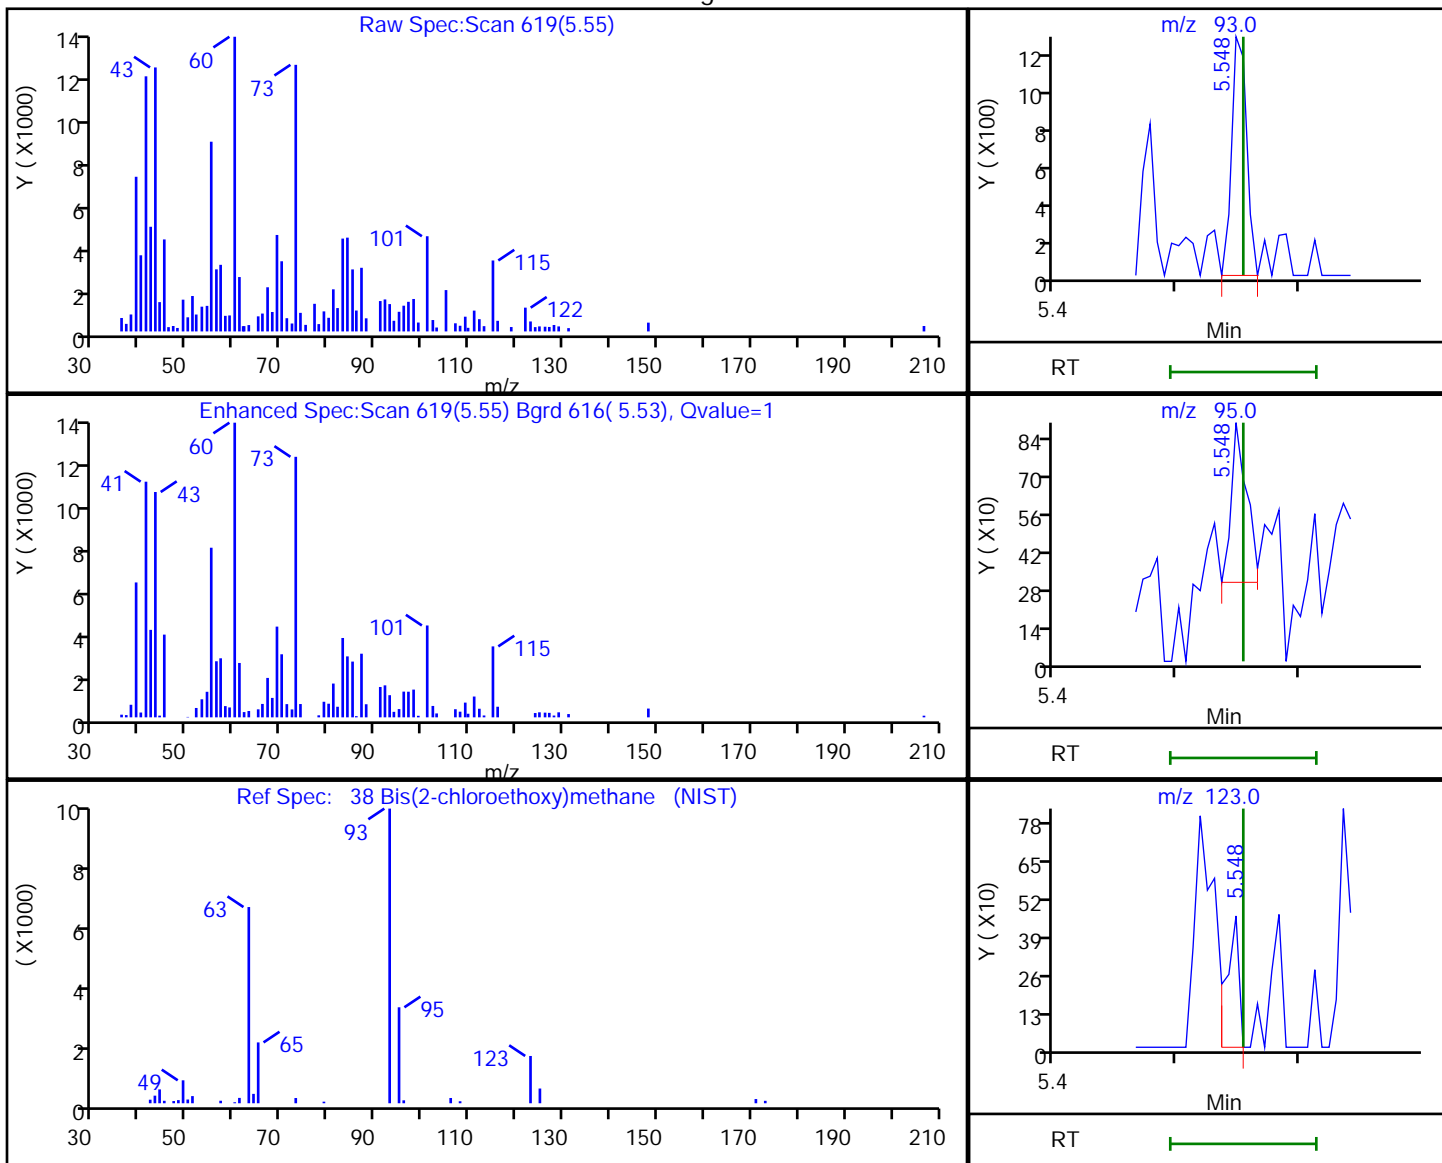 Raw Spec:Scan 619(5.55)
14
12
10
8
6
4
2
0
Y ( X1000)
43
60
73
101
115
122
30 50 70 90 110 130 150 170 190 210
m/z
m/z 93.0
12
10
8
6
4
2
0
Y ( X100)
5.548
5.4
Min
RT
Enhanced Spec:Scan 619(5.55) Bgrd 616( 5.53), Qvalue=1
14
12
10
8
6
4
2
0
Y ( X1000)
41
43
60
73
101
115
30 50 70 90 110 130 150 170 190 210
m/z
m/z 95.0
84
70
56
42
28
14
0
Y ( X10)
5.548
5.4
Min
RT
Ref Spec: 38 Bis(2-chloroethoxy)methane (NIST)
10
8
6
4
2
0
( X1000)
49
63
65
93
95
123
30 50 70 90 110 130 150 170 190 210
m/z 123.0
78
65
52
39
26
13
0
Y ( X10)
5.548
5.4
Min
RT